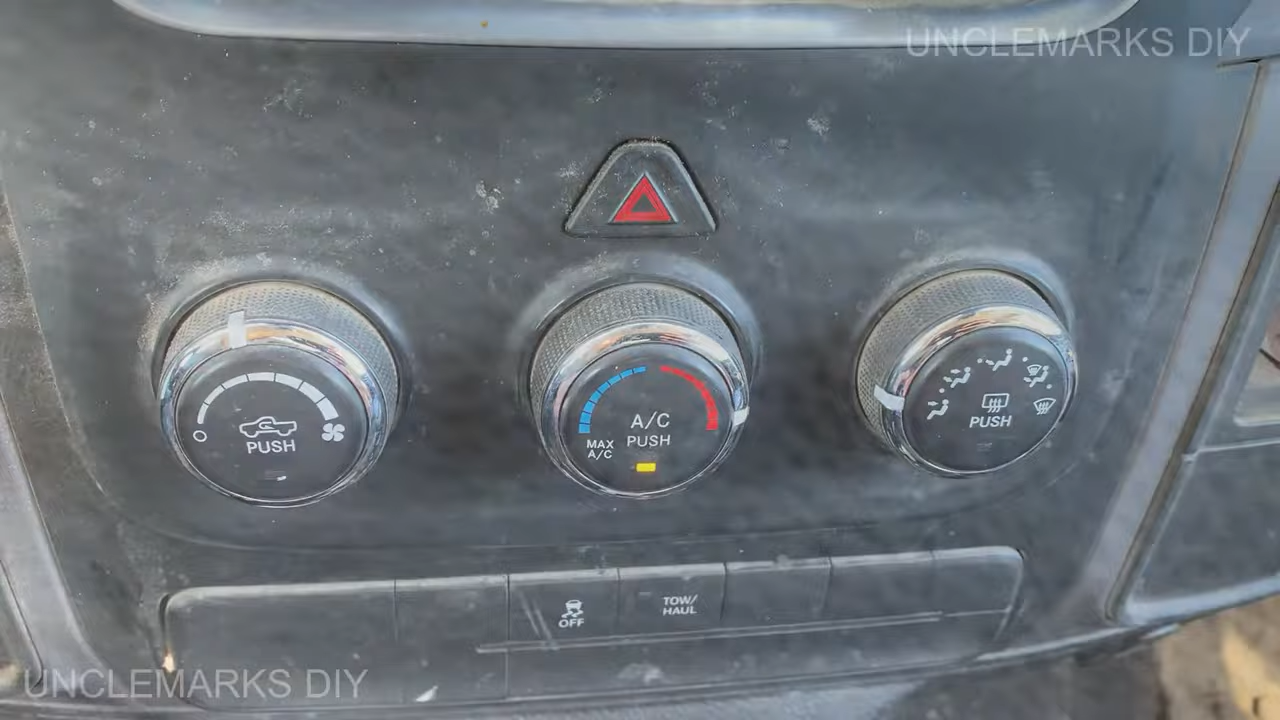 UNCLEMARKS DIY
PUSH
A/C
PUSH
MAX
A/C
PUSH
OFF
TOW/
HAUL
UNCLEMARKS DIY